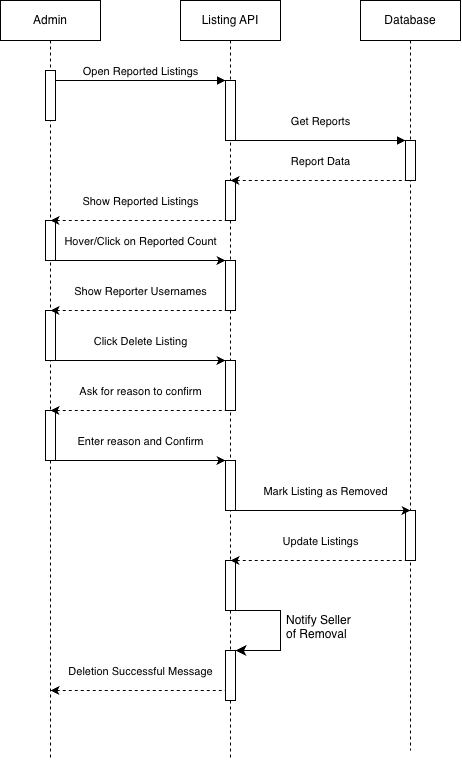 Admin
Listing API
Database
Open Reported Listings
Get Reports
Report Data
Show Reported Listings
Hover/Click on Reported Count
Show Reporter Usernames
Click Delete Listing
Ask for reason to confirm
Enter reason and Confirm
Mark Listing as Removed
Update Listings
Notify Seller
of Removal
Deletion Successful Message